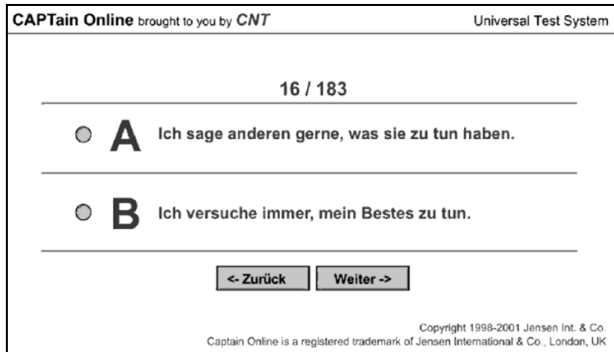 CAPTain Online brought to you by CNT Universal Test System
16 / 183
A Ich sage anderen gerne, was sie zu tun haben.
B Ich versuche immer, mein Bestes zu tun.
<- Zurück Weiter ->
Copyright 1998-2001 Jensen Int. & Co.
Captain Online is a registered trademark of Jensen International & Co., London, UK